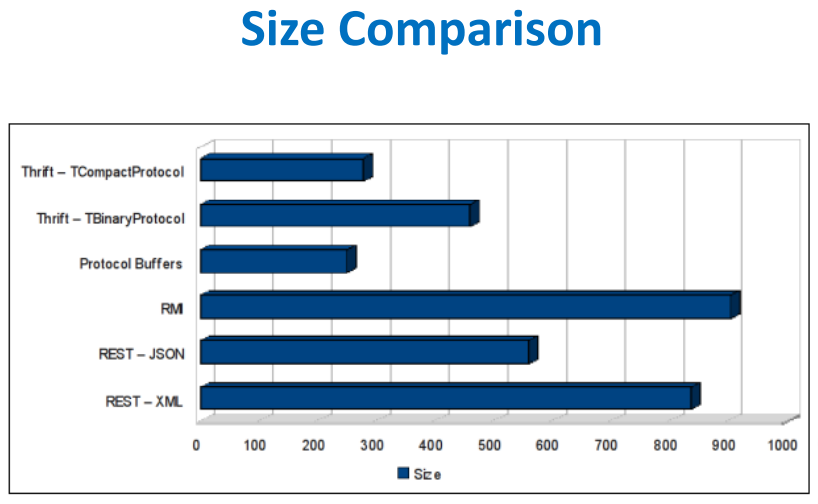 Size Comparison
Thrift – TCompactProtocol
Thrift – TBinaryProtocol
Protocol Buffers
RMI
REST – JSON
REST – XML
0 100 200 300 400 500 600 700 800 900 1000
Size